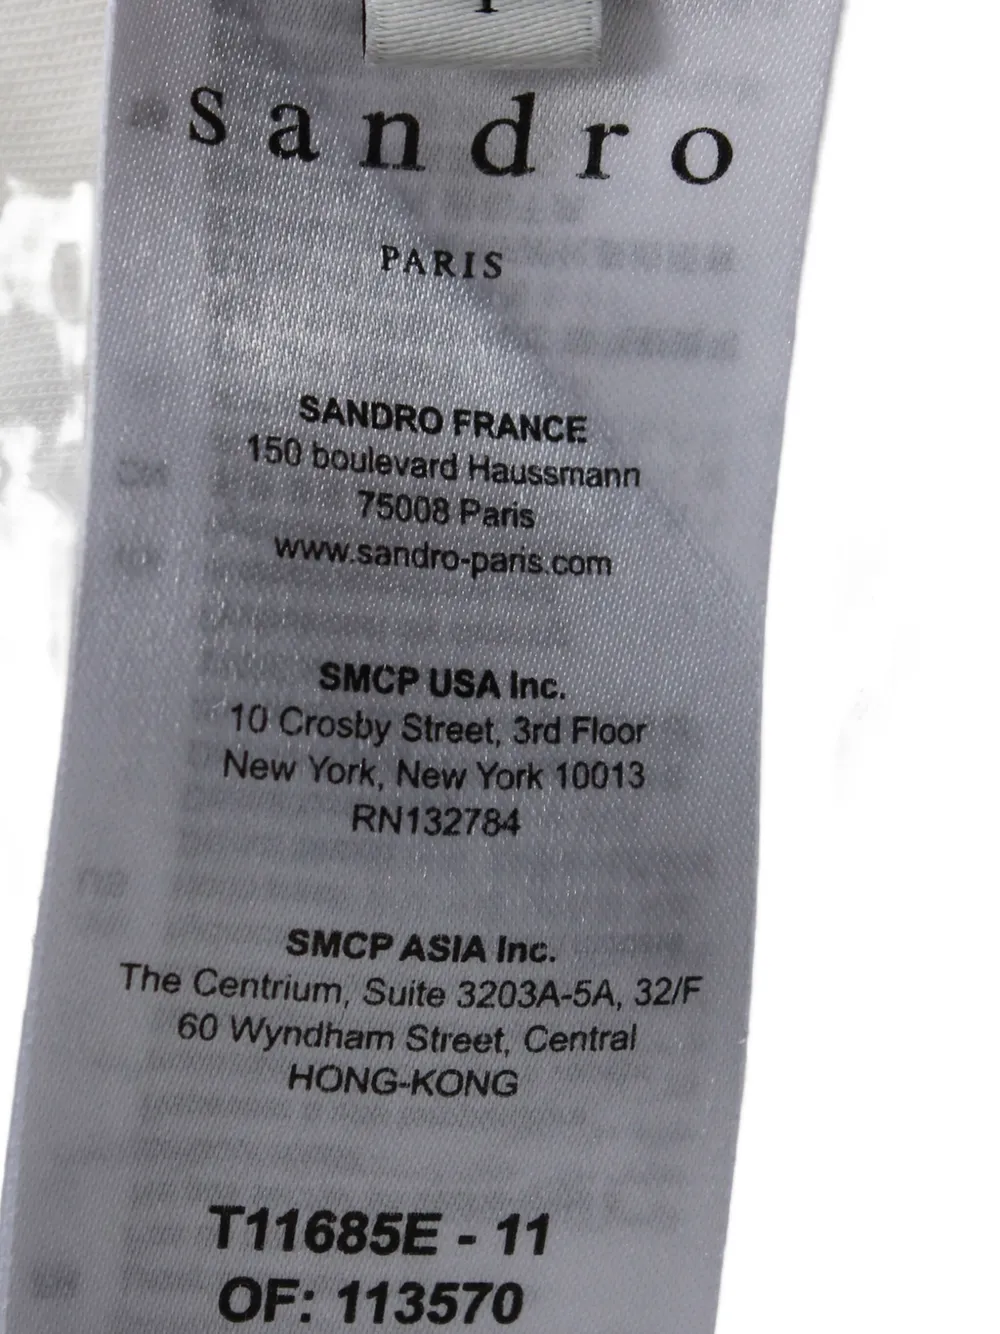 sandro
PARIS
SANDRO FRANCE
150 boulevard Haussmann
75008 Paris
www.sandro-paris.com
SMCP USA Inc.
10 Crosby Street, 3rd Floor
New York, New York 10013
RN132784
SMCP ASIA Inc.
The Centrium, Suite 3203A-5A, 32/F
60 Wyndham Street, Central
HONG-KONG
T11685E - 11
OF: 113570